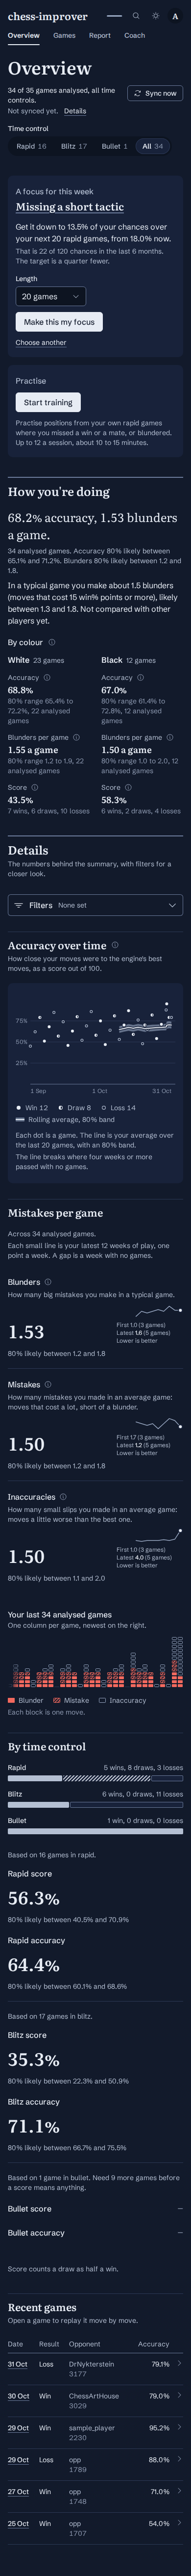 chess-improver
A
Overview Games Report Coach
Overview
34 of 35 games analysed, all time
controls.
Not synced yet. Details
Sync now
Time control
Rapid 16 Blitz 17 Bullet 1 All 34
A focus for this week
Missing a short tactic
Get it down to 13.5% of your chances over
your next 20 rapid games, from 18.0% now.
That is 22 of 120 chances in the last 6 months.
The target is a quarter fewer.
Length
20 games
Make this my focus
Choose another
Practise
Start training
Practise positions from your own rapid games
where you missed a win or a mate, or blundered.
Up to 12 a session, about 10 to 15 minutes.
How you're doing
68.2% accuracy, 1.53 blunders
a game.
34 analysed games. Accuracy 80% likely between
65.1% and 71.2%. Blunders 80% likely between 1.2 and
1.8.
In a typical game you make about 1.5 blunders
(moves that cost 15 win% points or more), likely
between 1.3 and 1.8. Not compared with other
players yet.
By colour
White 23 games
Accuracy
68.8%
80% range 65.4% to
72.2%, 22 analysed
games
Blunders per game
1.55 a game
80% range 1.2 to 1.9, 22
analysed games
Score
43.5%
7 wins, 6 draws, 10 losses
Black 12 games
Accuracy
67.0%
80% range 61.4% to
72.8%, 12 analysed
games
Blunders per game
1.50 a game
80% range 1.0 to 2.0, 12
analysed games
Score
58.3%
6 wins, 2 draws, 4 losses
Details
The numbers behind the summary, with filters for a
closer look.
Filters None set
Accuracy over time
How close your moves were to the engine's best
moves, as a score out of 100.
75%
50%
25%
1 Sep 1 Oct 31 Oct
Win 12 Draw 8 Loss 14
Rolling average, 80% band
Each dot is a game. The line is your average over
the last 20 games, with an 80% band.
The line breaks where four weeks or more
passed with no games.
Mistakes per game
Across 34 analysed games.
Each small line is your latest 12 weeks of play, one
point a week. A gap is a week with no games.
Blunders
How many big mistakes you make in a typical game.
1.53
First 1.0 (3 games)
Latest 1.6 (5 games)
Lower is better
80% likely between 1.2 and 1.8
Mistakes
How many mistakes you made in an average game:
moves that cost a lot, short of a blunder.
1.50
First 1.7 (3 games)
Latest 1.2 (5 games)
Lower is better
80% likely between 1.2 and 1.8
Inaccuracies
How many small slips you made in an average game:
moves a little worse than the best one.
1.50
First 1.0 (3 games)
Latest 4.0 (5 games)
Lower is better
80% likely between 1.1 and 2.0
Your last 34 analysed games
One column per game, newest on the right.
Blunder Mistake Inaccuracy
Each block is one move.
By time control
Rapid 5 wins, 8 draws, 3 losses
Blitz 6 wins, 0 draws, 11 losses
Bullet 1 win, 0 draws, 0 losses
Based on 16 games in rapid.
Rapid score
56.3%
80% likely between 40.5% and 70.9%
Rapid accuracy
64.4%
80% likely between 60.1% and 68.6%
Based on 17 games in blitz.
Blitz score
35.3%
80% likely between 22.3% and 50.9%
Blitz accuracy
71.1%
80% likely between 66.7% and 75.5%
Based on 1 game in bullet. Need 9 more games before
a score means anything.
Bullet score –
Bullet accuracy –
Score counts a draw as half a win.
Recent games
Open a game to replay it move by move.
Date Result Opponent Accuracy
31 Oct Loss DrNykterstein 79.1%
3177
30 Oct Win ChessArtHouse 79.0%
3029
29 Oct Win sample_player 95.2%
2230
29 Oct Loss opp 88.0%
1789
27 Oct Win opp 71.0%
1748
25 Oct Win opp 54.0%
1707